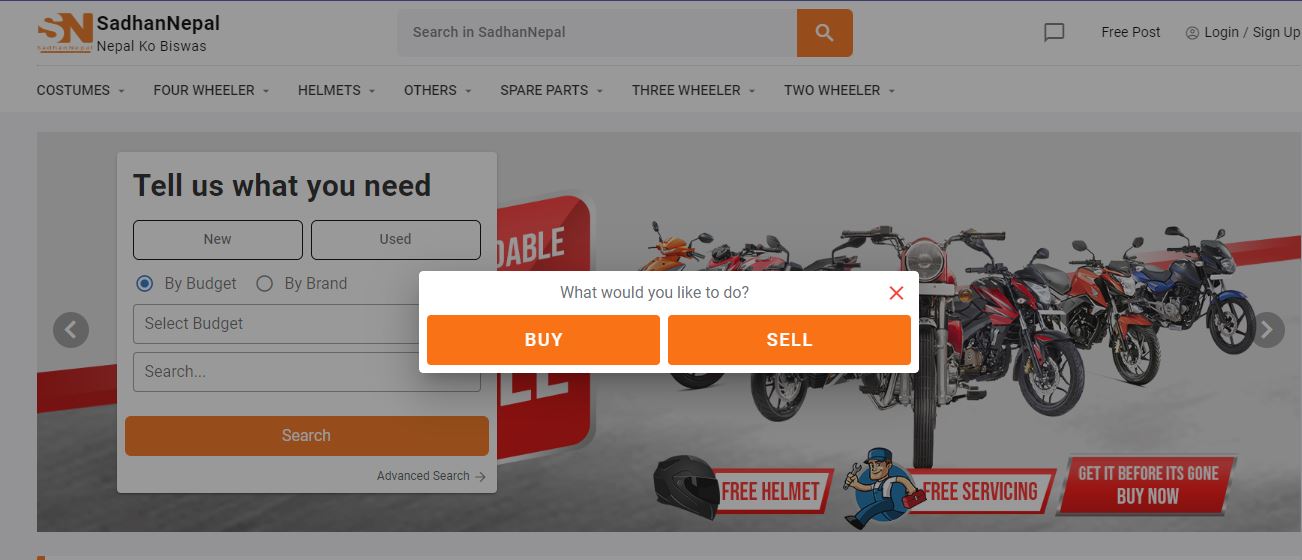 SN
SadhanNepal
SadhanNepal
Nepal Ko Biswas
Search in SadhanNepal
Free Post
Login / Sign Up
COSTUMES
FOUR WHEELER
HELMETS
OTHERS
SPARE PARTS
THREE WHEELER
TWO WHEELER
Tell us what you need
New
Used
By Budget
By Brand
Select Budget
Search...
Search
Advanced Search
DABLE
What would you like to do?
BUY
SELL
FREE HELMET
FREE SERVICING
GET IT BEFORE ITS GONE
BUY NOW